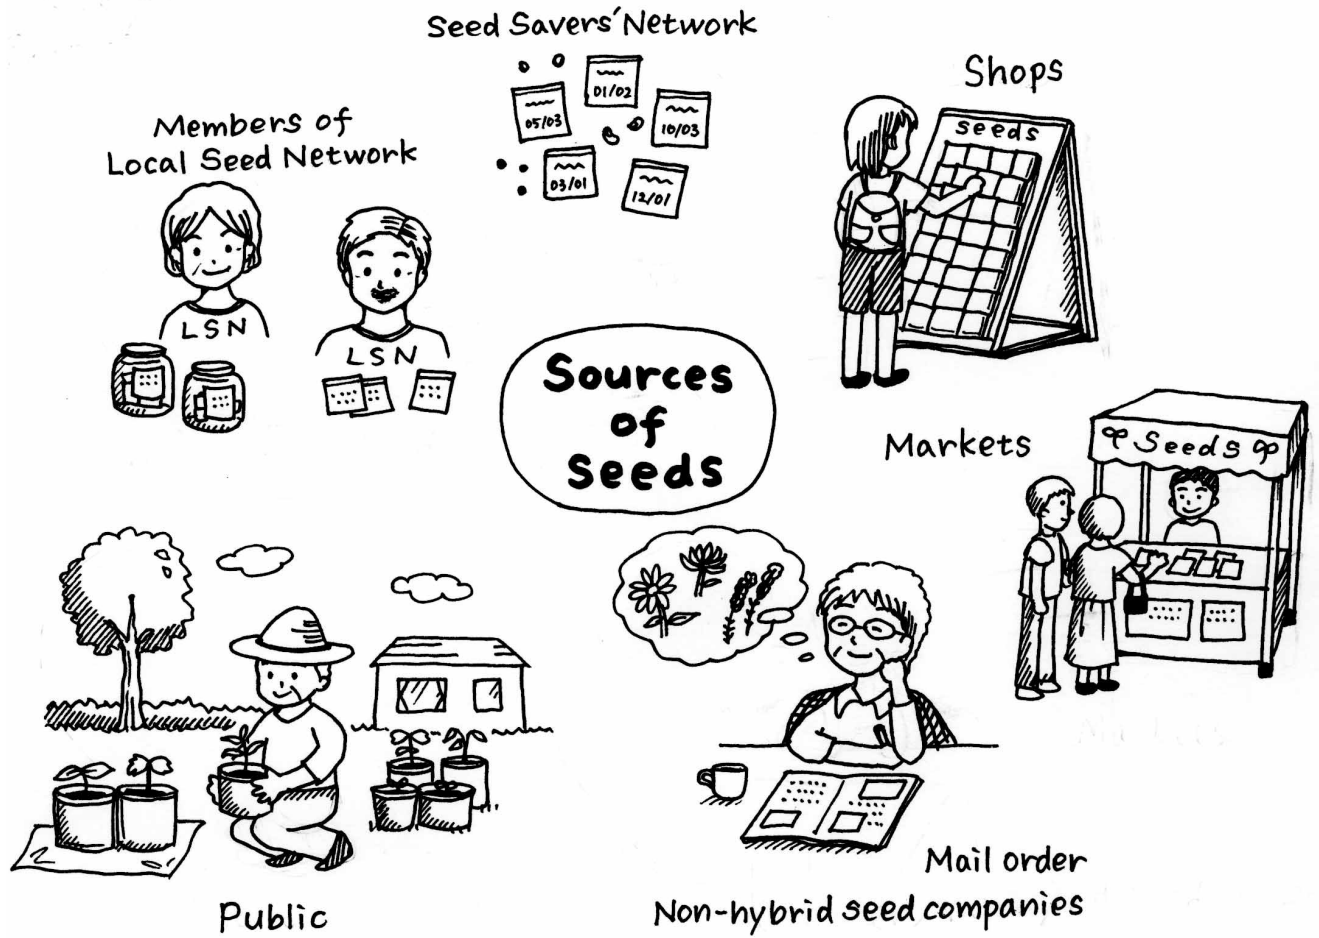 Seed Savers' Network
01/02
05/03
10/03
03/01
12/01
Shops
seeds
Members of
Local Seed Network
LSN
LSN
Sources
of
Seeds
Markets
Seeds
Public
Mail order
Non-hybrid seed companies